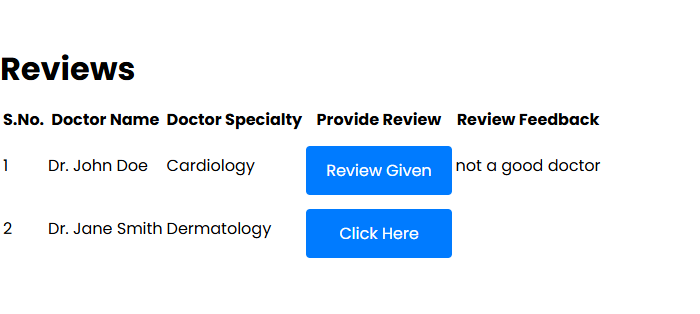 Reviews
S.No. Doctor Name Doctor Specialty Provide Review Review Feedback
1 Dr. John Doe Cardiology Review Given not a good doctor
2 Dr. Jane Smith Dermatology Click Here